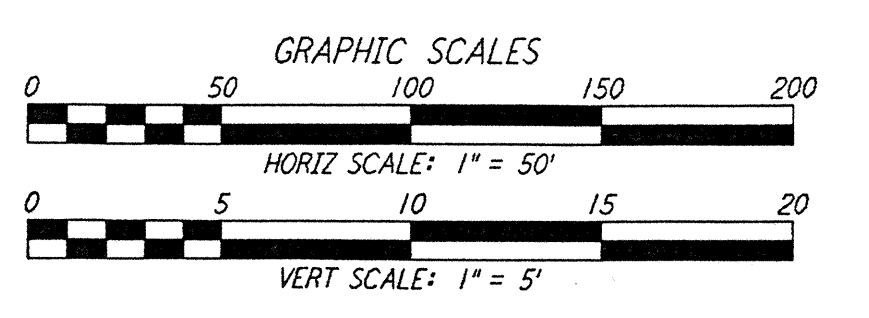 GRAPHIC SCALES
0 50 100 150 200
HORIZ SCALE: 1" = 50'
0 5 10 15 20
VERT SCALE: 1" = 5'